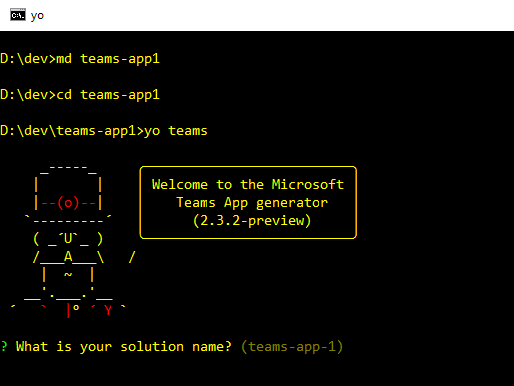 yo
D:\dev>md teams-app1
D:\dev>cd teams-app1
D:\dev\teams-app1>yo teams
Welcome to the Microsoft
Teams App generator
(2.3.2-preview)
? What is your solution name? (teams-app-1)